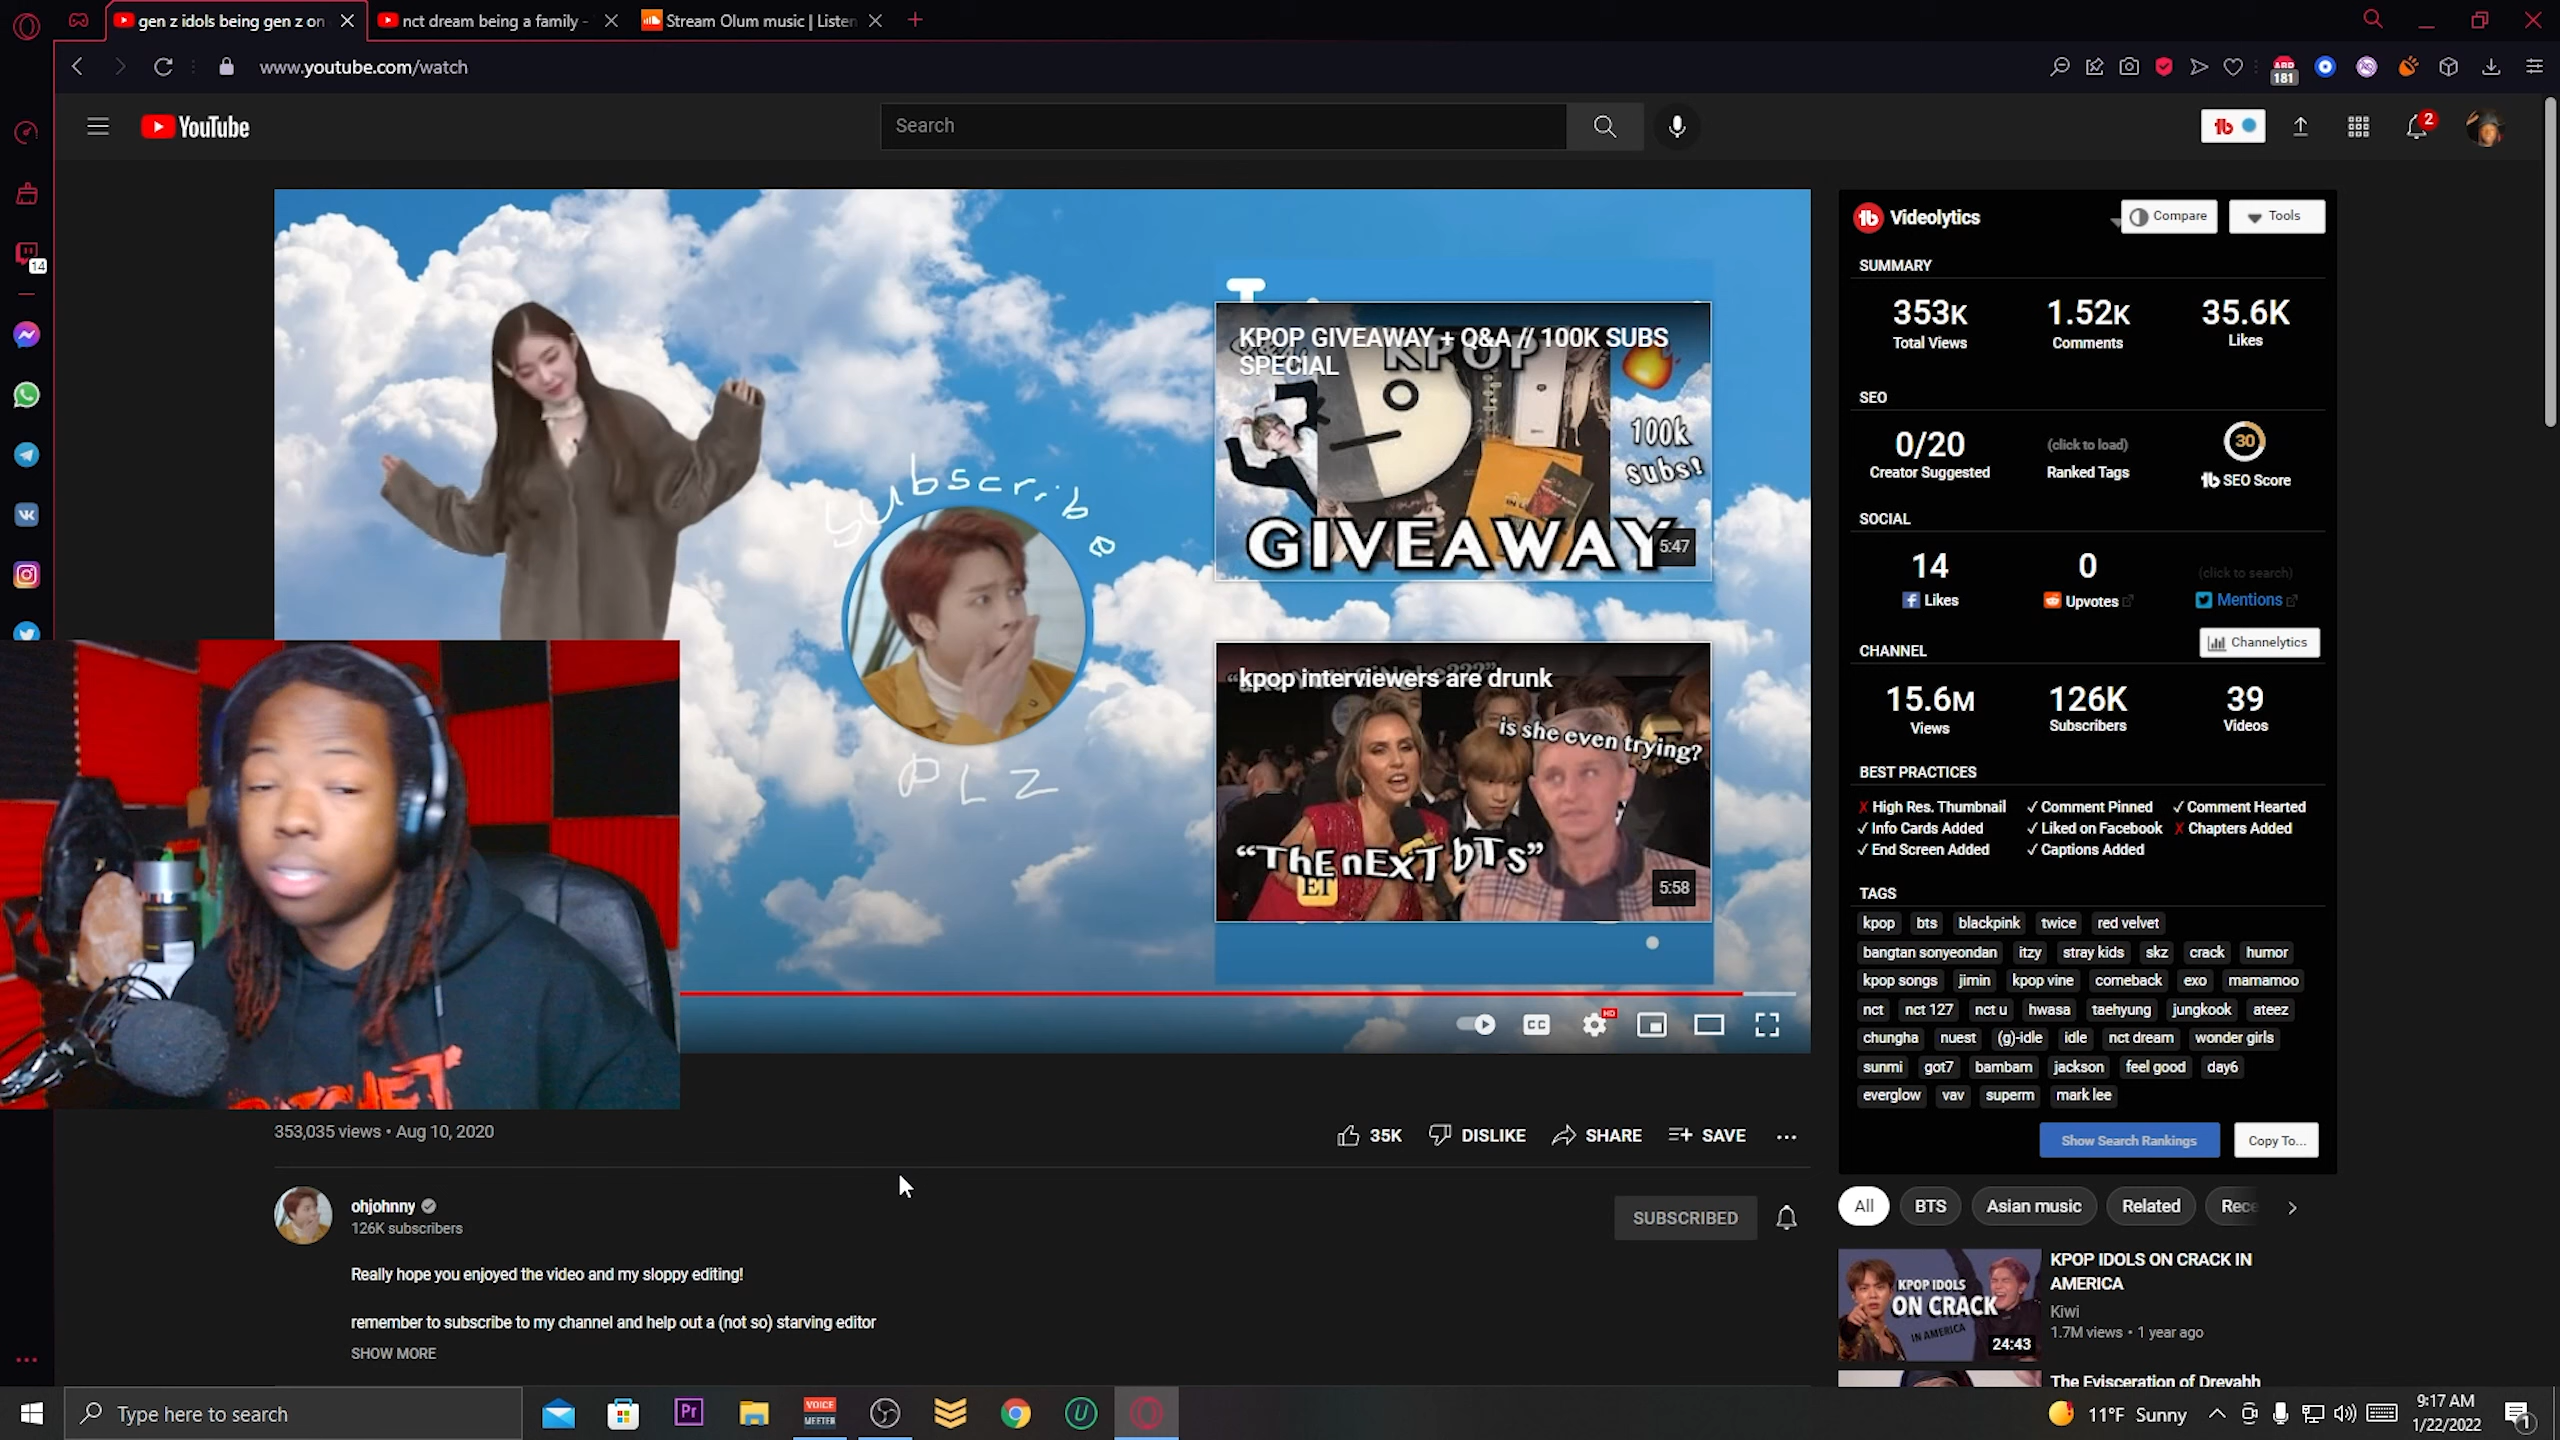 gen z idols being gen z on
nct dream being a family -
Stream Olum music | Listen
www.youtube.com/watch
181
14
YouTube
Search
2
KPOP GIVEAWAY + Q&A // 100K SUBS
SPECIAL
KPOP
100k
subs!
GIVEAWAY
5:47
subscribe
PLZ
kpop interviewers are drunk
is she even trying?
"ThE nEXT bTs"
ET
5:58
Videolytics
Compare
Tools
SUMMARY
353K 1.52K 35.6K
Total Views Comments Likes
SEO
0/20 (click to load) 30
Creator Suggested Ranked Tags SEO Score
SOCIAL
14 0 (click to search)
Likes Upvotes Mentions
Channelytics
CHANNEL
15.6M 126K 39
Views Subscribers Videos
BEST PRACTICES
✗ High Res. Thumbnail ✓ Comment Pinned ✓ Comment Hearted
✓ Info Cards Added ✓ Liked on Facebook ✗ Chapters Added
✓ End Screen Added ✓ Captions Added
TAGS
kpop bts blackpink twice red velvet
bangtan sonyeondan itzy stray kids skz crack humor
kpop songs jimin kpop vine comeback exo mamamoo
nct nct 127 nct u hwasa taehyung jungkook ateez
chungha nuest (g)-idle idle nct dream wonder girls
sunmi got7 bambam jackson feel good day6
everglow vav superm mark lee
Show Search Rankings
Copy To...
CC
HD
353,035 views • Aug 10, 2020
35K DISLIKE SHARE SAVE
ohjohnny
126K subscribers
SUBSCRIBED
Really hope you enjoyed the video and my sloppy editing!
remember to subscribe to my channel and help out a (not so) starving editor
SHOW MORE
All BTS Asian music Related Rece
KPOP IDOLS
ON CRACK
IN AMERICA
24:43
KPOP IDOLS ON CRACK IN
AMERICA
Kiwi
1.7M views • 1 year ago
The Evisceration of Drevahh
Type here to search
Pr
VOICE
MEETER
11°F Sunny
9:17 AM
1/22/2022
1